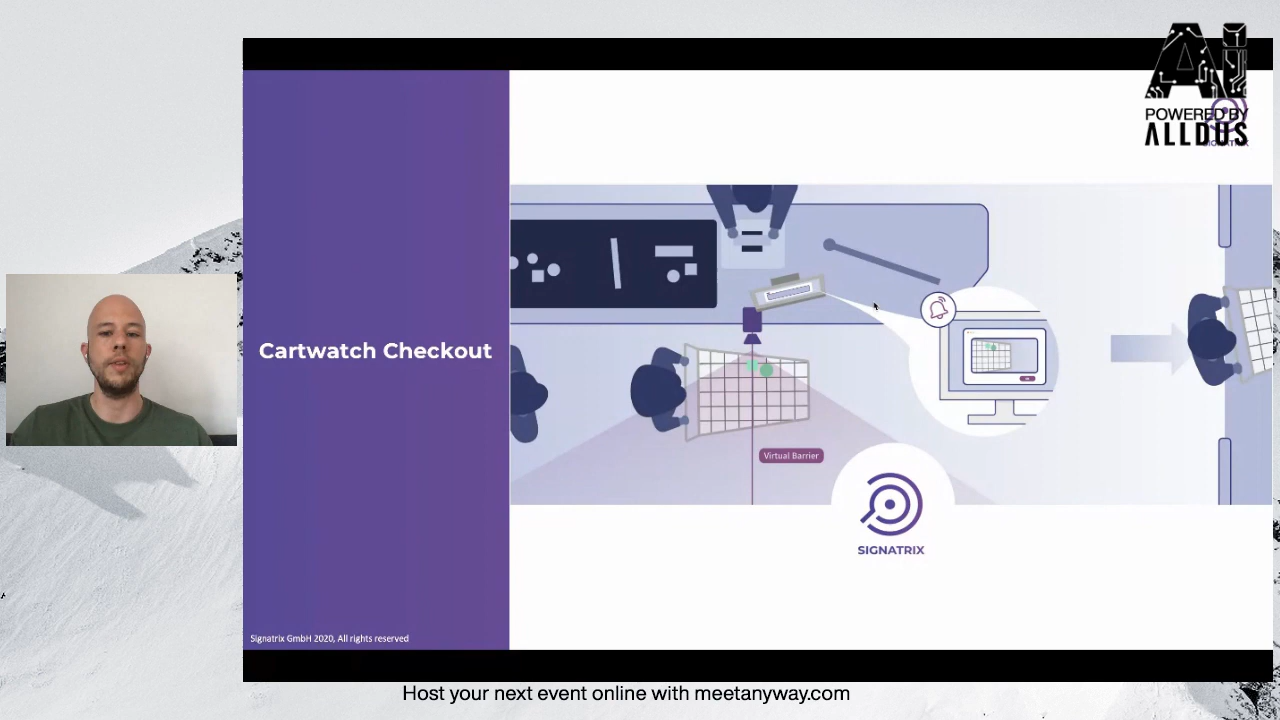 AI
POWERED BY
ALLDUS
Cartwatch Checkout
Virtual Barrier
SIGNATRIX
Signatrix GmbH 2020, All rights reserved
Host your next event online with meetanyway.com